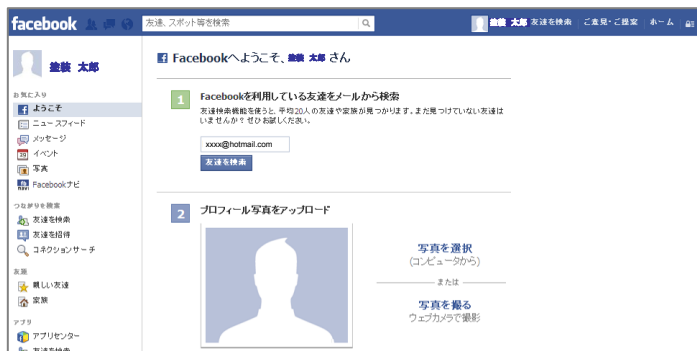 facebook
友達、スポット等を検索
塗装 太郎 友達を検索 ご意見・ご提案 ホーム
塗装 太郎
お気に入り
ようこそ
ニュースフィード
メッセージ
イベント
写真
Facebookナビ
つながりを検索
友達を検索
友達を招待
コネクションサーチ
友達
親しい友達
家族
アプリ
アプリセンター
友達を検索
Facebookへようこそ、塗装 太郎 さん
1
Facebookを利用している友達をメールから検索
友達検索機能を使うと、平均20人の友達や家族が見つかります。まだ見つけていない友達は
いませんか？ぜひお試しください。
xxxx@hotmail.com
友達を検索
2
プロフィール写真をアップロード
写真を選択
(コンピュータから)
または
写真を撮る
ウェブカメラで撮影